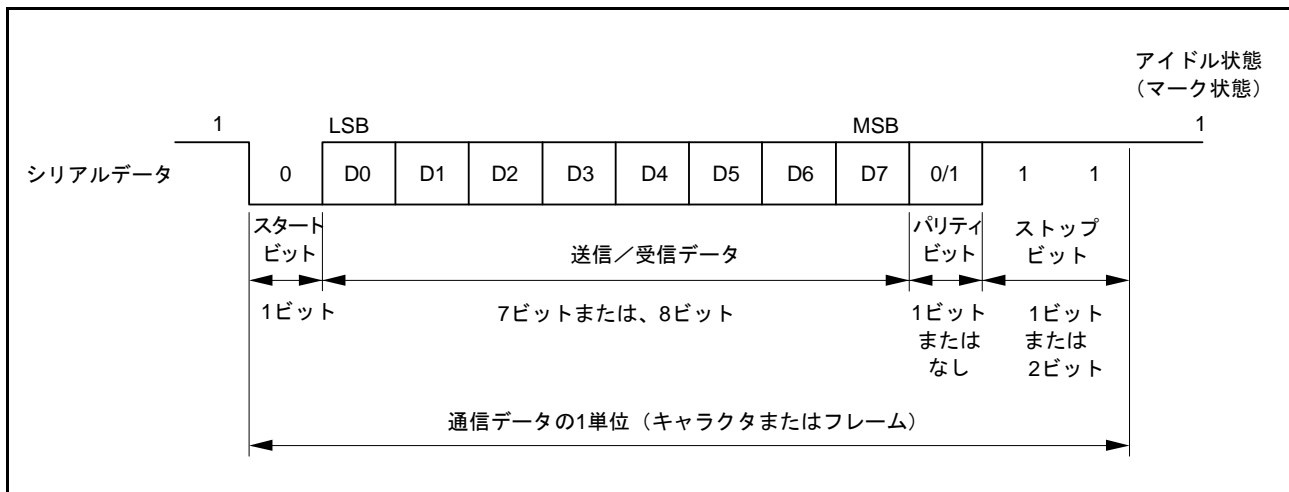 アイドル状態
（マーク状態）
1 LSB MSB 1
シリアルデータ 0 D0 D1 D2 D3 D4 D5 D6 D7 0/1 1 1
スタート
ビット
送信／受信データ
パリティ
ビット
ストップ
ビット
1ビット
7ビットまたは、8ビット
1ビット
または
なし
1ビット
または
2ビット
通信データの1単位（キャラクタまたはフレーム）